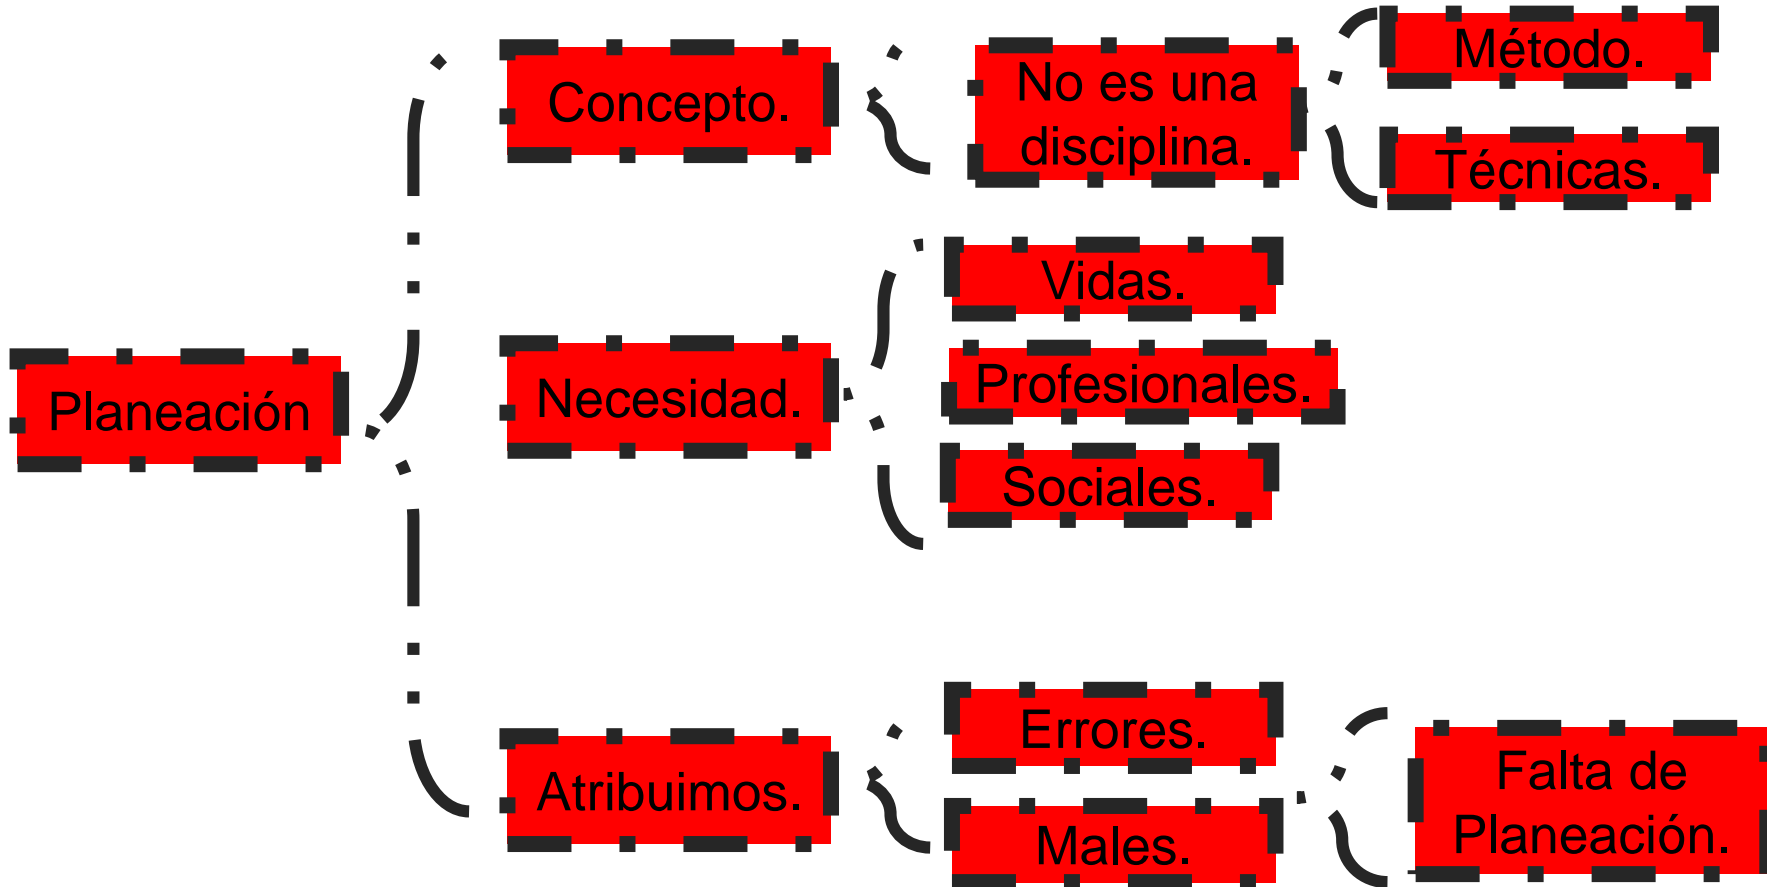 Planeación
Concepto.
No es una
disciplina.
Método.
Técnicas.
Necesidad.
Vidas.
Profesionales.
Sociales.
Atribuimos.
Errores.
Males.
Falta de
Planeación.